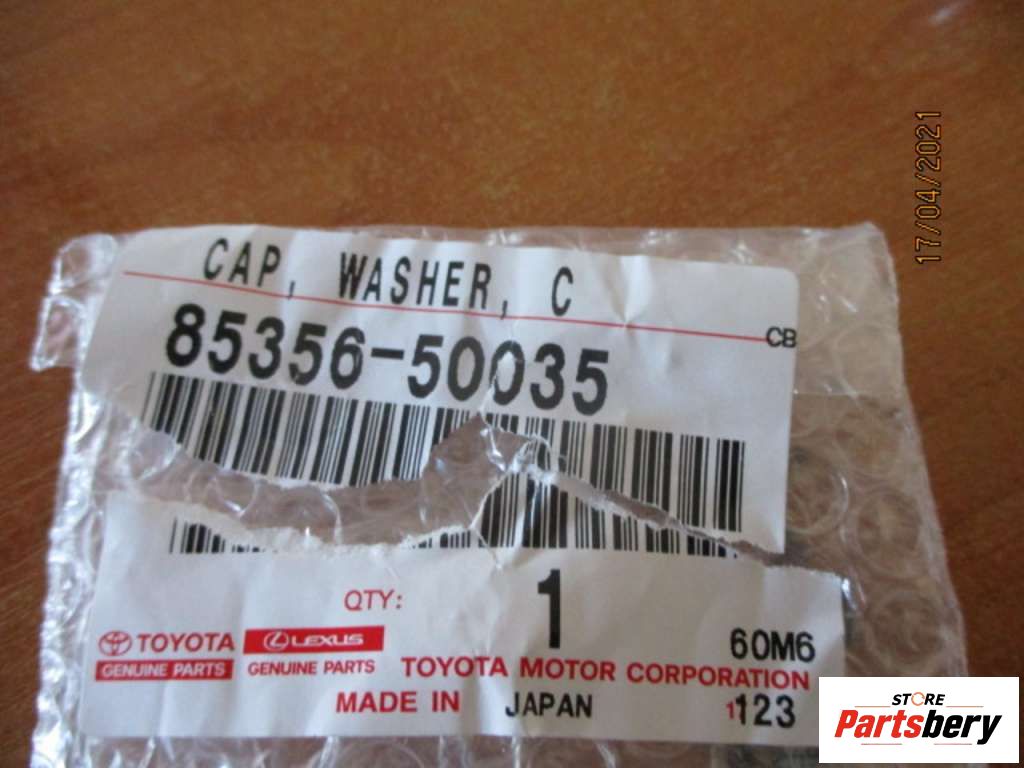 17/04/2021
CAP, WASHER, C
CB
85356-50035
QTY: 1
60M6
TOYOTA
GENUINE PARTS
LEXUS
GENUINE PARTS
TOYOTA MOTOR CORPORATION
MADE IN JAPAN
1123
STORE
Partsbery